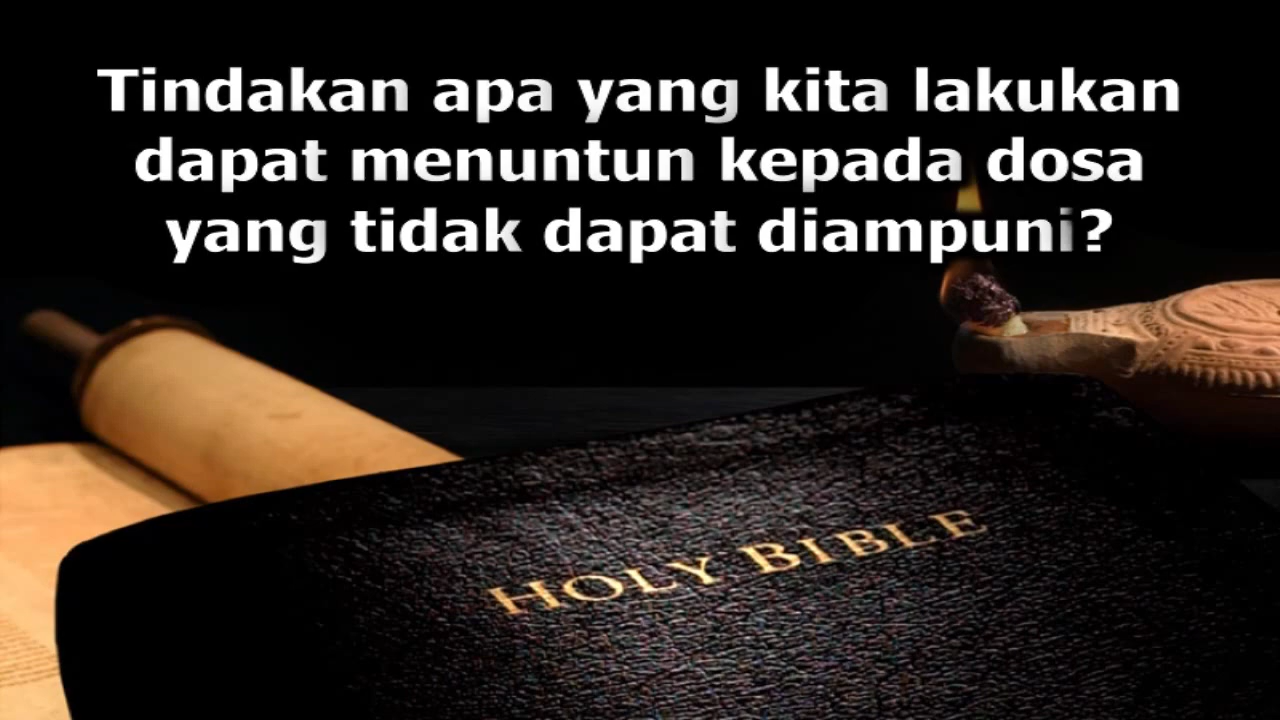 Tindakan apa yang kita lakukan
dapat menuntun kepada dosa
yang tidak dapat diampuni?
HOLY BIBLE